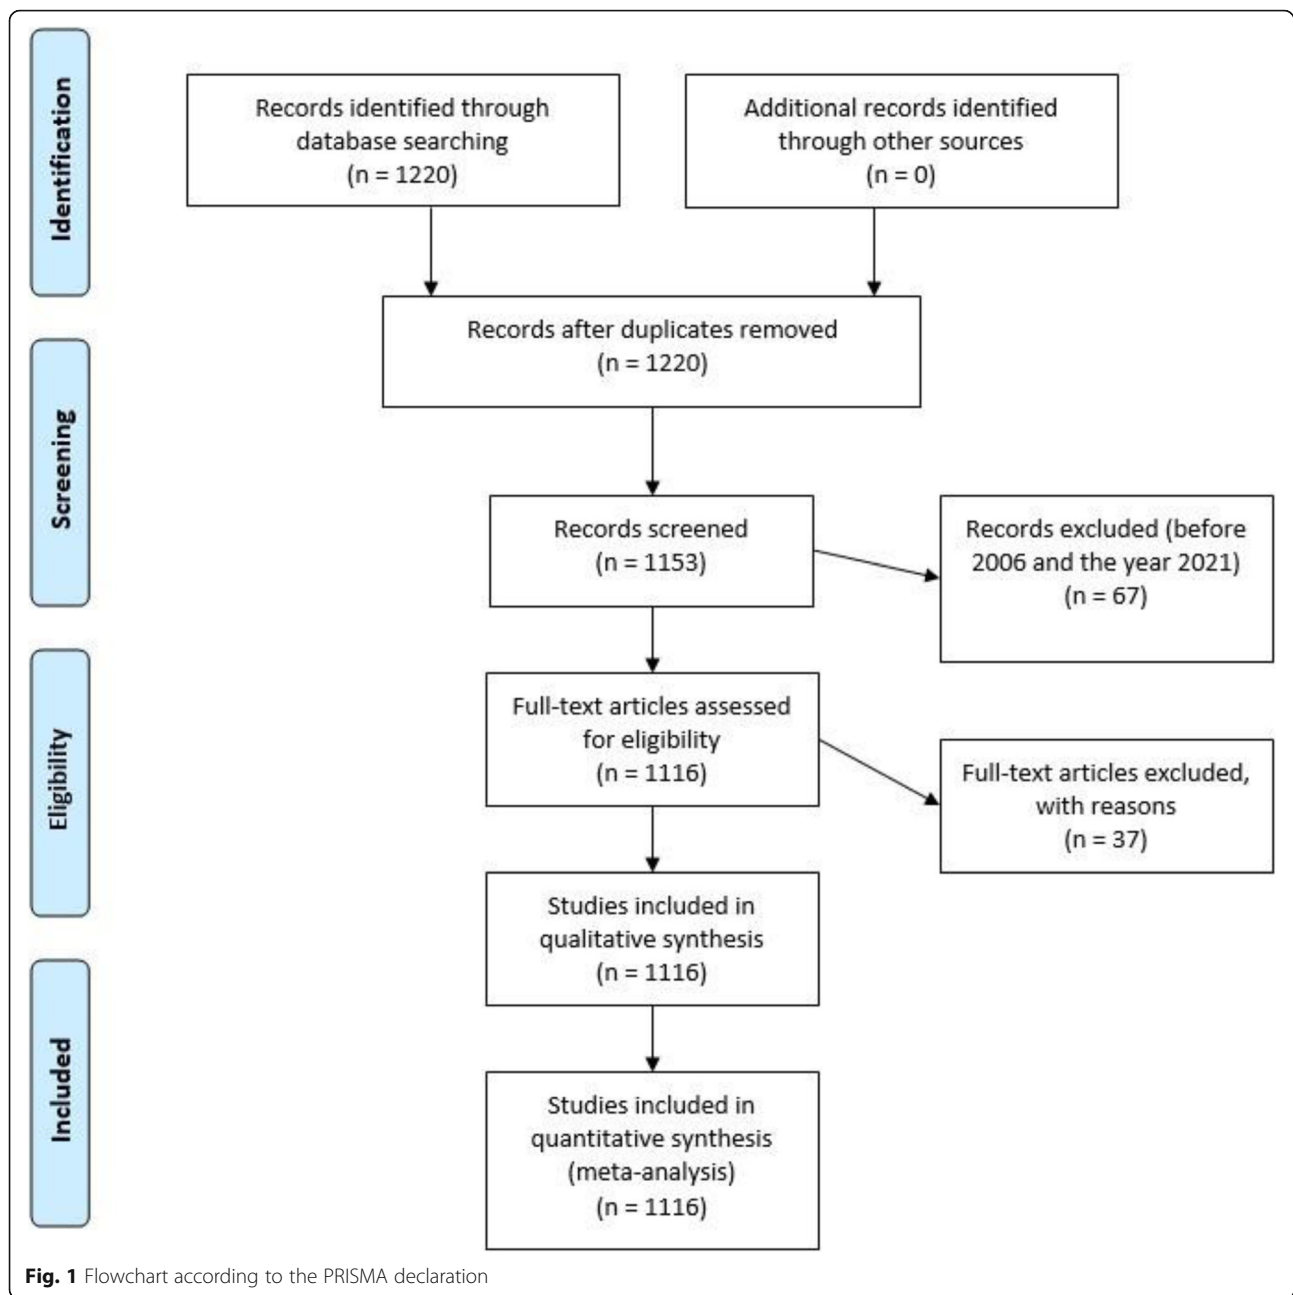 Identification
Records identified through
database searching
(n = 1220)
Additional records identified
through other sources
(n = 0)
Records after duplicates removed
(n = 1220)
Screening
Records screened
(n = 1153)
Records excluded (before
2006 and the year 2021)
(n = 67)
Eligibility
Full-text articles assessed
for eligibility
(n = 1116)
Full-text articles excluded,
with reasons
(n = 37)
Studies included in
qualitative synthesis
(n = 1116)
Included
Studies included in
quantitative synthesis
(meta-analysis)
(n = 1116)
Fig. 1 Flowchart according to the PRISMA declaration